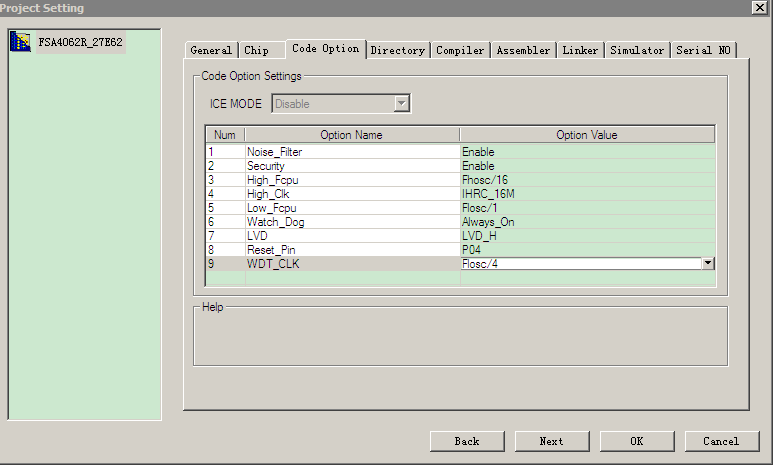 Project Setting
FSA4062R_27E62
General Chip Code Option Directory Compiler Assembler Linker Simulator Serial NO
Code Option Settings
ICE MODE Disable
Num Option Name Option Value
1 Noise_Filter Enable
2 Security Enable
3 High_Fcpu Fhosc/16
4 High_Clk IHRC_16M
5 Low_Fcpu Flosc/1
6 Watch_Dog Always_On
7 LVD LVD_H
8 Reset_Pin P04
9 WDT_CLK Flosc/4
Help
Back Next OK Cancel